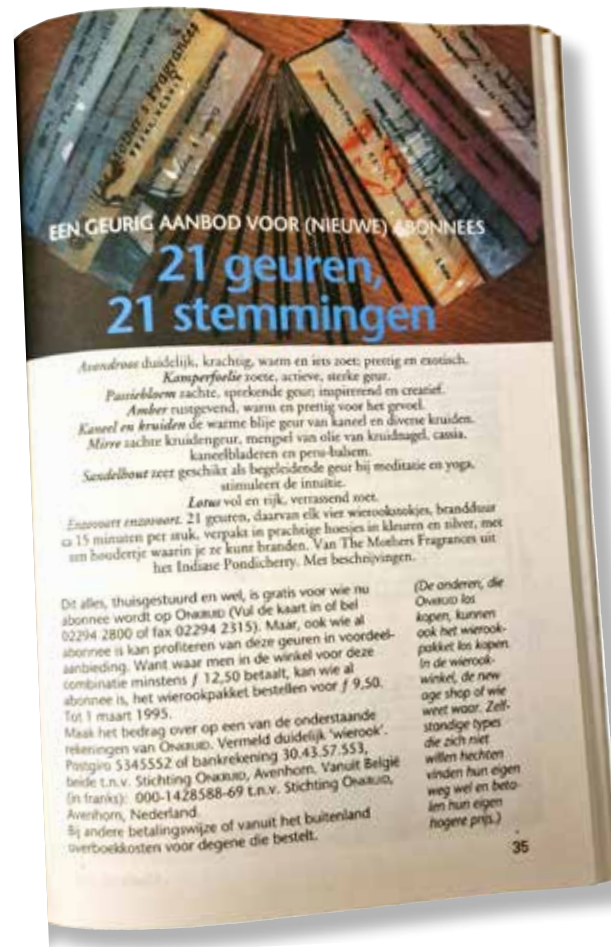 Mother's Fragrances
PRINCIPESSA
EEN GEURIG AANBOD VOOR (NIEUWE) ABONNEES
21 geuren,
21 stemmingen
Avondroos duidelijk, krachtig, warm en iets zoet; prettig en exotisch.
Kamperfoelie zoete, actieve, sterke geur.
Passiebloem zachte, sprekende geur; inspirerend en creatief.
Amber rustgevend, warm en prettig voor het gevoel.
Kaneel en kruiden de warme blije geur van kaneel en diverse kruiden.
Mirre zachte kruidengeur, mengsel van olie van kruidnagel, cassia,
kaneelbladeren en peru-balsem.
Sandelhout zeer geschikt als begeleidende geur bij meditatie en yoga,
stimuleert de intuïtie.
Lotus vol en rijk, verrassend zoet.
Enzovoort enzovoort. 21 geuren, daarvan elk vier wierookstokjes, brandduur
ca 15 minuten per stuk, verpakt in prachtige hoesjes in kleuren en zilver, met
een houdertje waarin je ze kunt branden. Van The Mothers Fragrances uit
het Indiase Pondicherry. Met beschrijvingen.
Dit alles, thuisgestuurd en wel, is gratis voor wie nu
abonnee wordt op ONKRUID (Vul de kaart in of bel
02294 2800 of fax 02294 2315). Maar, ook wie al
abonnee is kan profiteren van deze geuren in voordeel-
aanbieding. Want waar men in de winkel voor deze
combinatie minstens ƒ 12,50 betaalt, kan wie al
abonnee is, het wierookpakket bestellen voor ƒ 9,50.
Tot 1 maart 1995.
Maak het bedrag over op een van de onderstaande
rekeningen van ONKRUID. Vermeld duidelijk 'wierook'.
Postgiro 5345552 of bankrekening 30.43.57.553,
beide t.n.v. Stichting ONKRUID, Avenhorn. Vanuit België
(in franks): 000-1428588-69 t.n.v. Stichting ONKRUID,
Avenhorn, Nederland.
Bij andere betalingswijze of vanuit het buitenland
overboekkosten voor degene die bestelt.
(De anderen, die
ONKRUID los
kopen, kunnen
ook het wierook-
pakket los kopen.
In de wierook-
winkel, de new
age shop of wie
weet waar. Zelf-
standige types
die zich niet
willen hechten
vinden hun eigen
weg wel en beta-
len hun eigen
hogere prijs.)
35